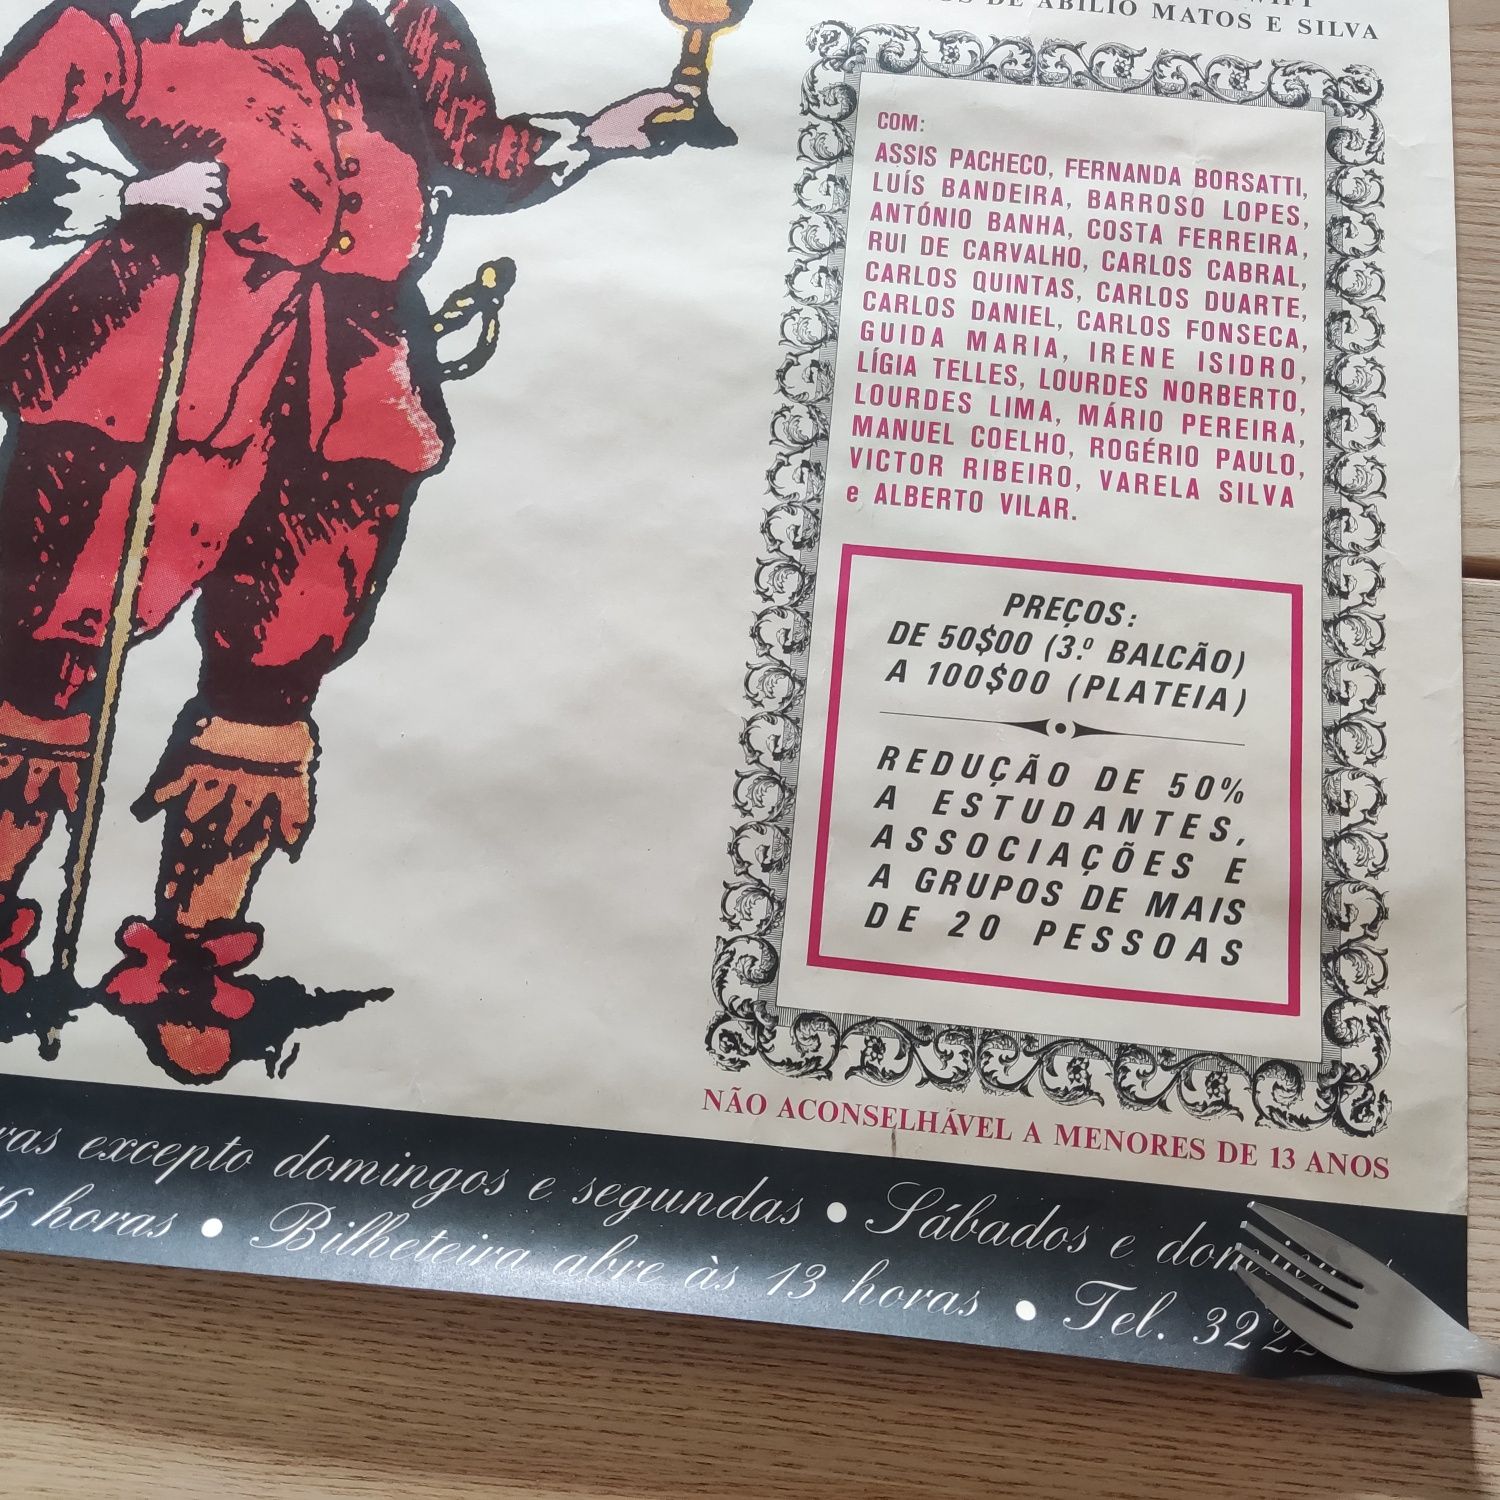 DE ABILIO MATOS E SILVA
COM:
ASSIS PACHECO, FERNANDA BORSATTI,
LUÍS BANDEIRA, BARROSO LOPES,
ANTÓNIO BANHA, COSTA FERREIRA,
RUI DE CARVALHO, CARLOS CABRAL,
CARLOS QUINTAS, CARLOS DUARTE,
CARLOS DANIEL, CARLOS FONSECA,
GUIDA MARIA, IRENE ISIDRO,
LÍGIA TELLES, LOURDES NORBERTO,
LOURDES LIMA, MÁRIO PEREIRA,
MANUEL COELHO, ROGÉRIO PAULO,
VICTOR RIBEIRO, VARELA SILVA
e ALBERTO VILAR.
PREÇOS:
DE 50$00 (3.º BALCÃO)
A 100$00 (PLATEIA)
REDUÇÃO DE 50%
A ESTUDANTES,
ASSOCIAÇÕES E
A GRUPOS DE MAIS
DE 20 PESSOAS
NÃO ACONSELHÁVEL A MENORES DE 13 ANOS
excepto domingos e segundas • Sábados e
horas • Bilheteira abre às 13 horas • Tel.